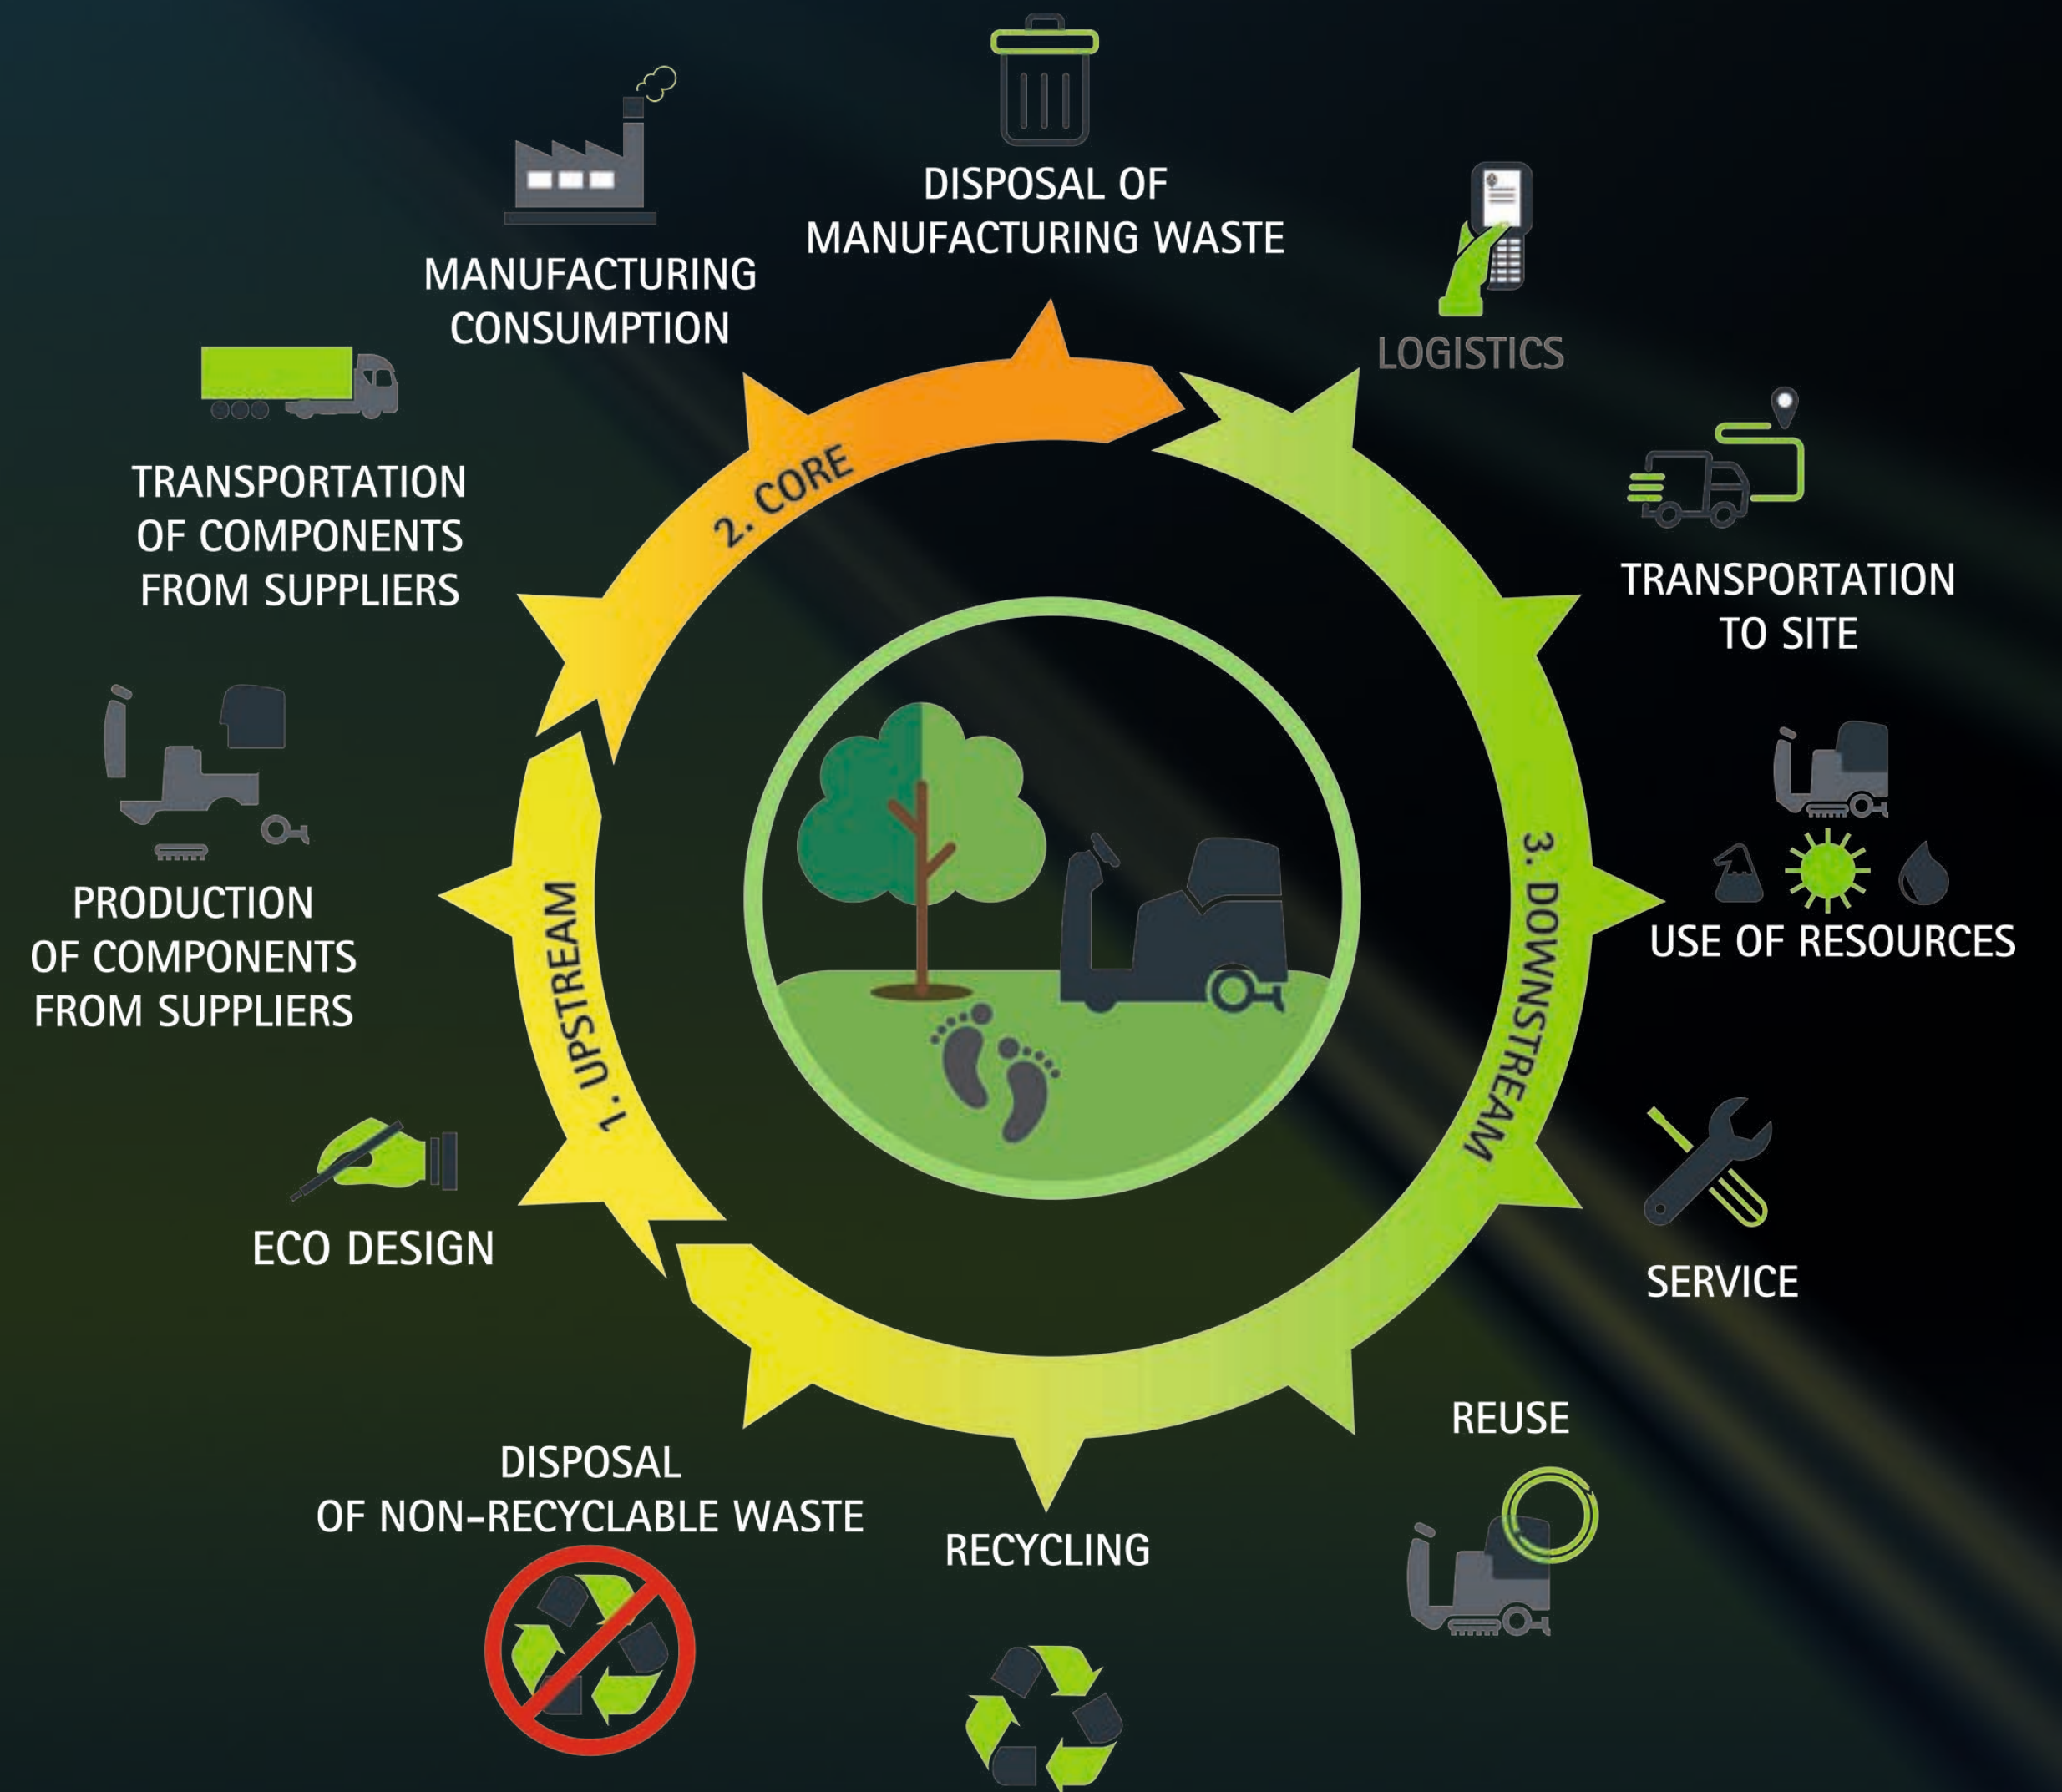 DISPOSAL OF
MANUFACTURING WASTE
MANUFACTURING
CONSUMPTION
LOGISTICS
TRANSPORTATION
OF COMPONENTS
FROM SUPPLIERS
2. CORE
TRANSPORTATION
TO SITE
PRODUCTION
OF COMPONENTS
FROM SUPPLIERS
1. UPSTREAM
3. DOWNSTREAM
USE OF RESOURCES
ECO DESIGN
SERVICE
REUSE
DISPOSAL
OF NON-RECYCLABLE WASTE
RECYCLING